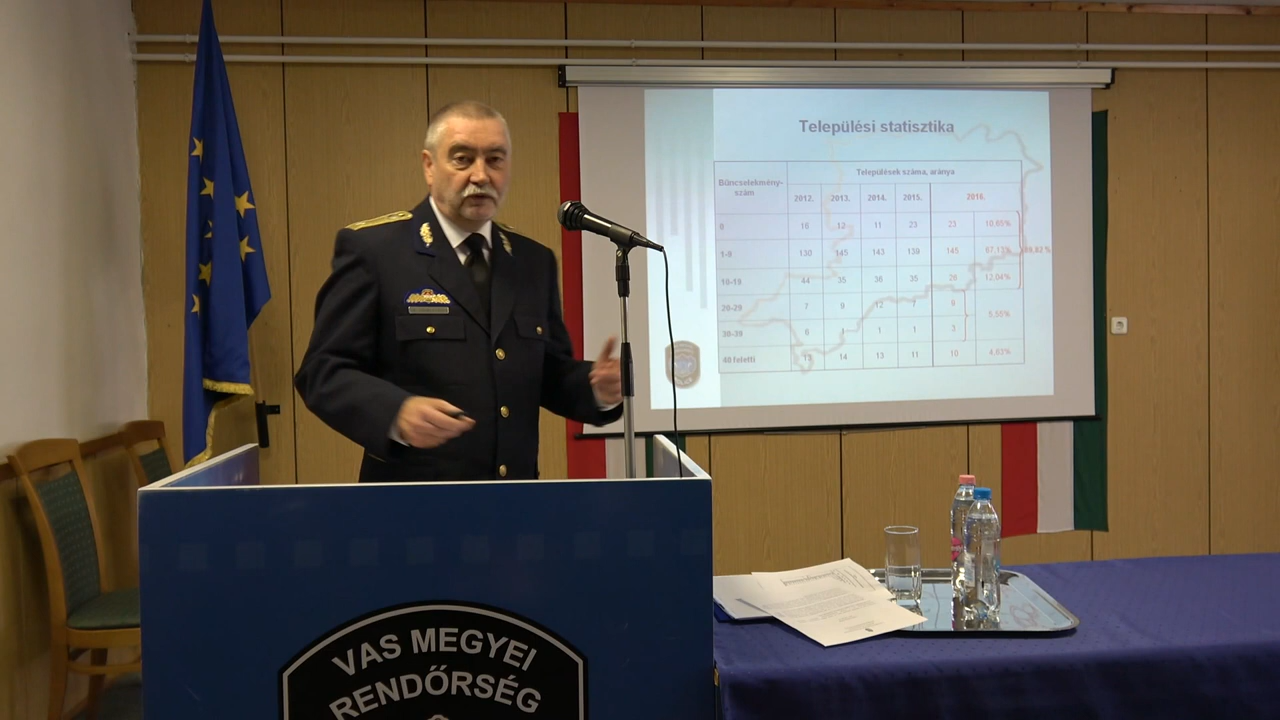 Települési statisztika
Bűncselekmény-szám Települések száma, aránya
2012. 2013. 2014. 2015. 2016.
0 16 12 11 23 23 10,65%
1-9 130 145 143 139 145 67,13% 89,82 %
10-19 44 35 36 35 26 12,04%
20-29 7 9 12 7 9 5,55%
30-39 6 1 1 1 3
40 feletti 13 14 13 11 10 4,63%
VAS MEGYEI
RENDŐRSÉG